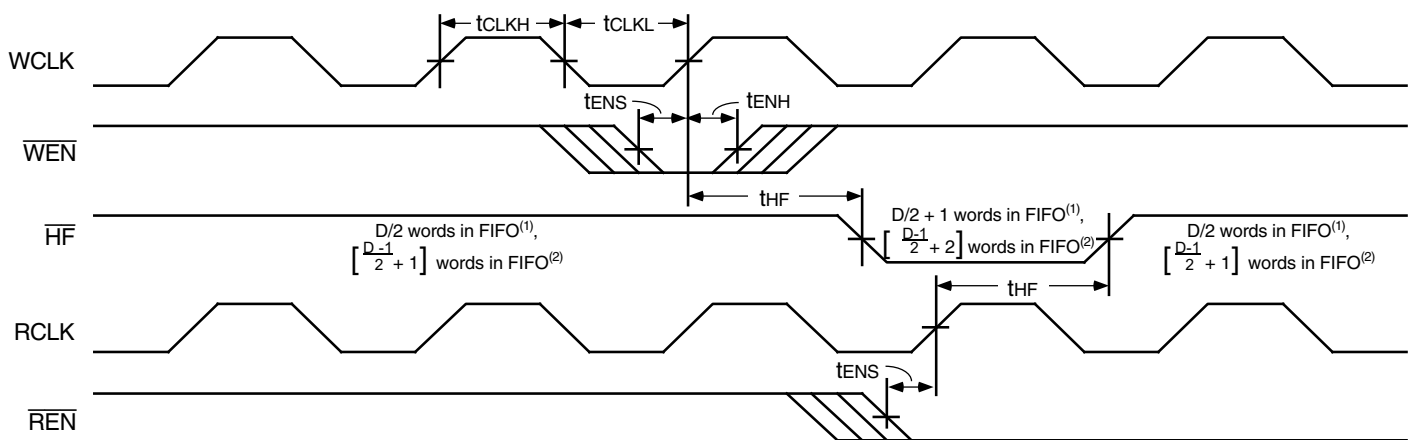 tCLKH
tCLKL
WCLK
tENS
tENH
WEN
tHF
HF
D/2 words in FIFO(1),
[D-1/2 + 1] words in FIFO(2)
D/2 + 1 words in FIFO(1),
[D-1/2 + 2] words in FIFO(2)
D/2 words in FIFO(1),
[D-1/2 + 1] words in FIFO(2)
tHF
RCLK
tENS
REN